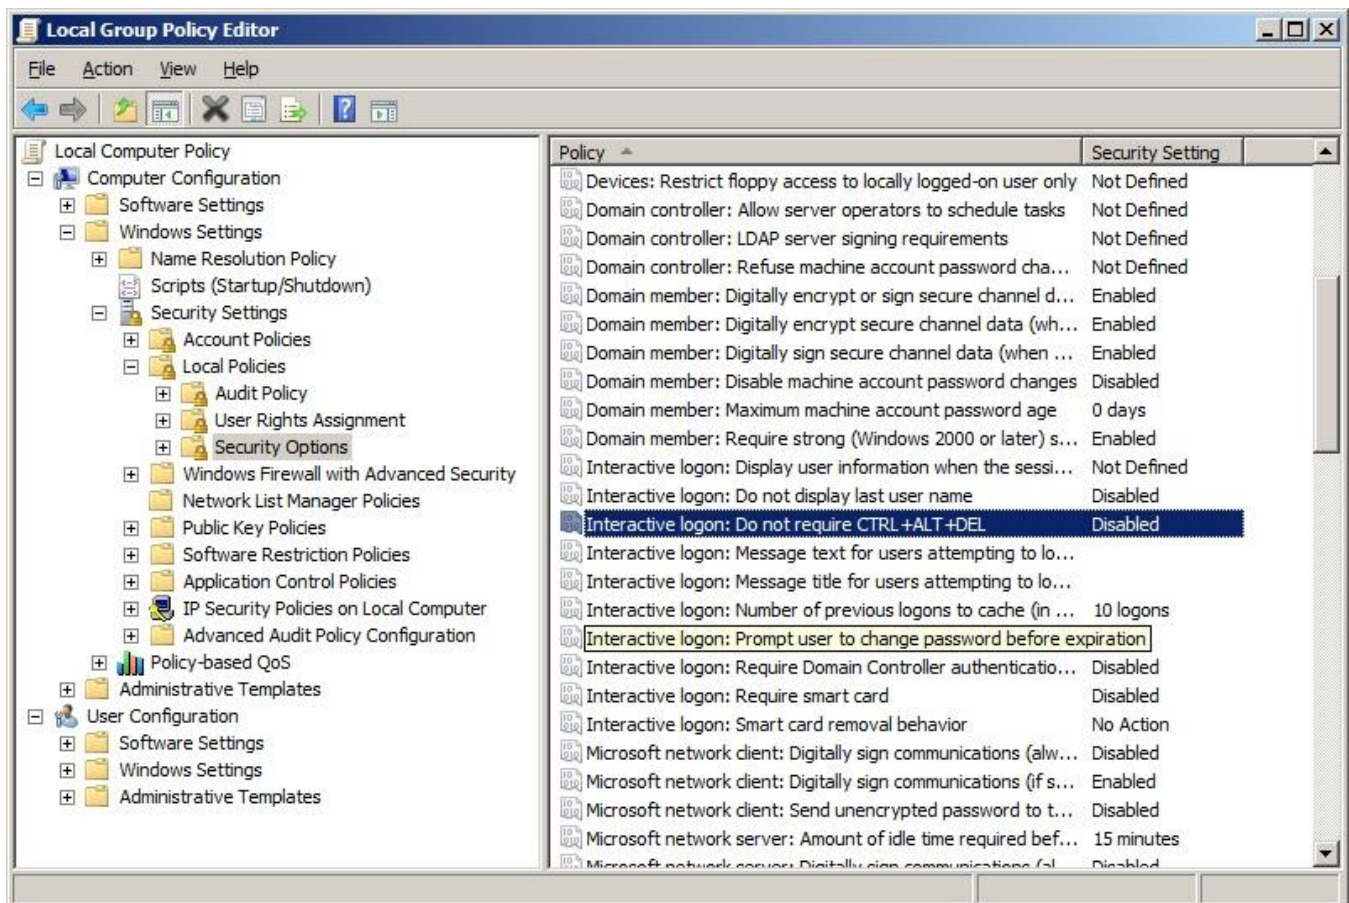 Local Group Policy Editor
File Action View Help
Local Computer Policy
Computer Configuration
Software Settings
Windows Settings
Name Resolution Policy
Scripts (Startup/Shutdown)
Security Settings
Account Policies
Local Policies
Audit Policy
User Rights Assignment
Security Options
Windows Firewall with Advanced Security
Network List Manager Policies
Public Key Policies
Software Restriction Policies
Application Control Policies
IP Security Policies on Local Computer
Advanced Audit Policy Configuration
Policy-based QoS
Administrative Templates
User Configuration
Software Settings
Windows Settings
Administrative Templates
Policy Security Setting
Devices: Restrict floppy access to locally logged-on user only Not Defined
Domain controller: Allow server operators to schedule tasks Not Defined
Domain controller: LDAP server signing requirements Not Defined
Domain controller: Refuse machine account password cha... Not Defined
Domain member: Digitally encrypt or sign secure channel d... Enabled
Domain member: Digitally encrypt secure channel data (wh... Enabled
Domain member: Digitally sign secure channel data (when ... Enabled
Domain member: Disable machine account password changes Disabled
Domain member: Maximum machine account password age 0 days
Domain member: Require strong (Windows 2000 or later) s... Enabled
Interactive logon: Display user information when the sessi... Not Defined
Interactive logon: Do not display last user name Disabled
Interactive logon: Do not require CTRL+ALT+DEL Disabled
Interactive logon: Message text for users attempting to lo...
Interactive logon: Message title for users attempting to lo...
Interactive logon: Number of previous logons to cache (in ... 10 logons
Interactive logon: Prompt user to change password before expiration
Interactive logon: Require Domain Controller authenticatio... Disabled
Interactive logon: Require smart card Disabled
Interactive logon: Smart card removal behavior No Action
Microsoft network client: Digitally sign communications (alw... Disabled
Microsoft network client: Digitally sign communications (if s... Enabled
Microsoft network client: Send unencrypted password to t... Disabled
Microsoft network server: Amount of idle time required bef... 15 minutes
Microsoft network server: Digitally sign communications (al... Disabled